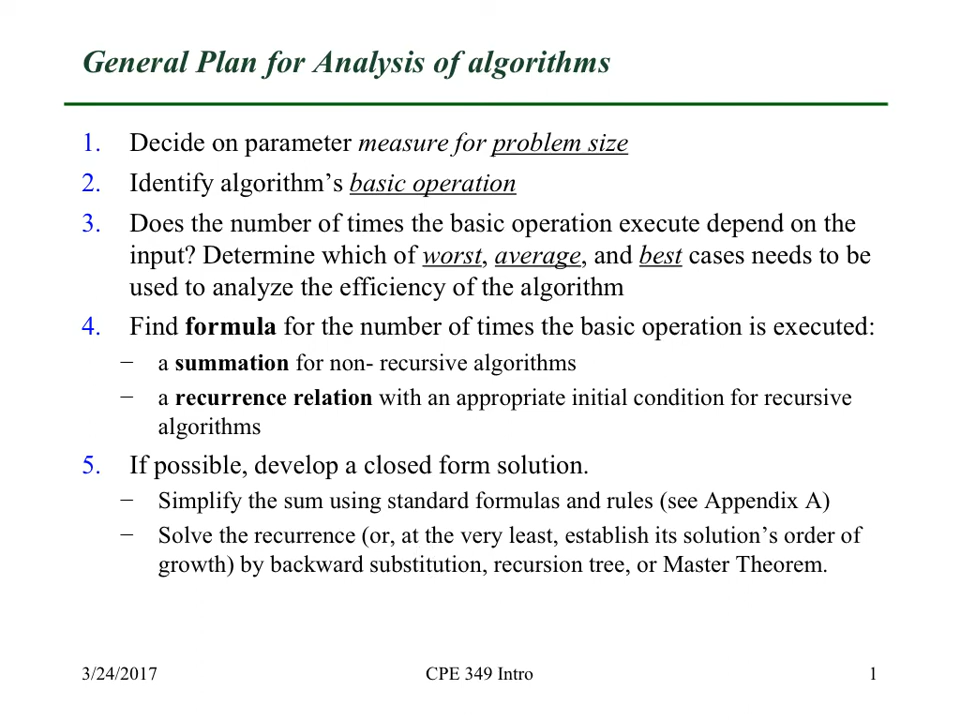 General Plan for Analysis of algorithms
1. Decide on parameter measure for problem size
2. Identify algorithm’s basic operation
3. Does the number of times the basic operation execute depend on the
input? Determine which of worst, average, and best cases needs to be
used to analyze the efficiency of the algorithm
4. Find formula for the number of times the basic operation is executed:
– a summation for non- recursive algorithms
– a recurrence relation with an appropriate initial condition for recursive
algorithms
5. If possible, develop a closed form solution.
– Simplify the sum using standard formulas and rules (see Appendix A)
– Solve the recurrence (or, at the very least, establish its solution’s order of
growth) by backward substitution, recursion tree, or Master Theorem.
3/24/2017 CPE 349 Intro 1